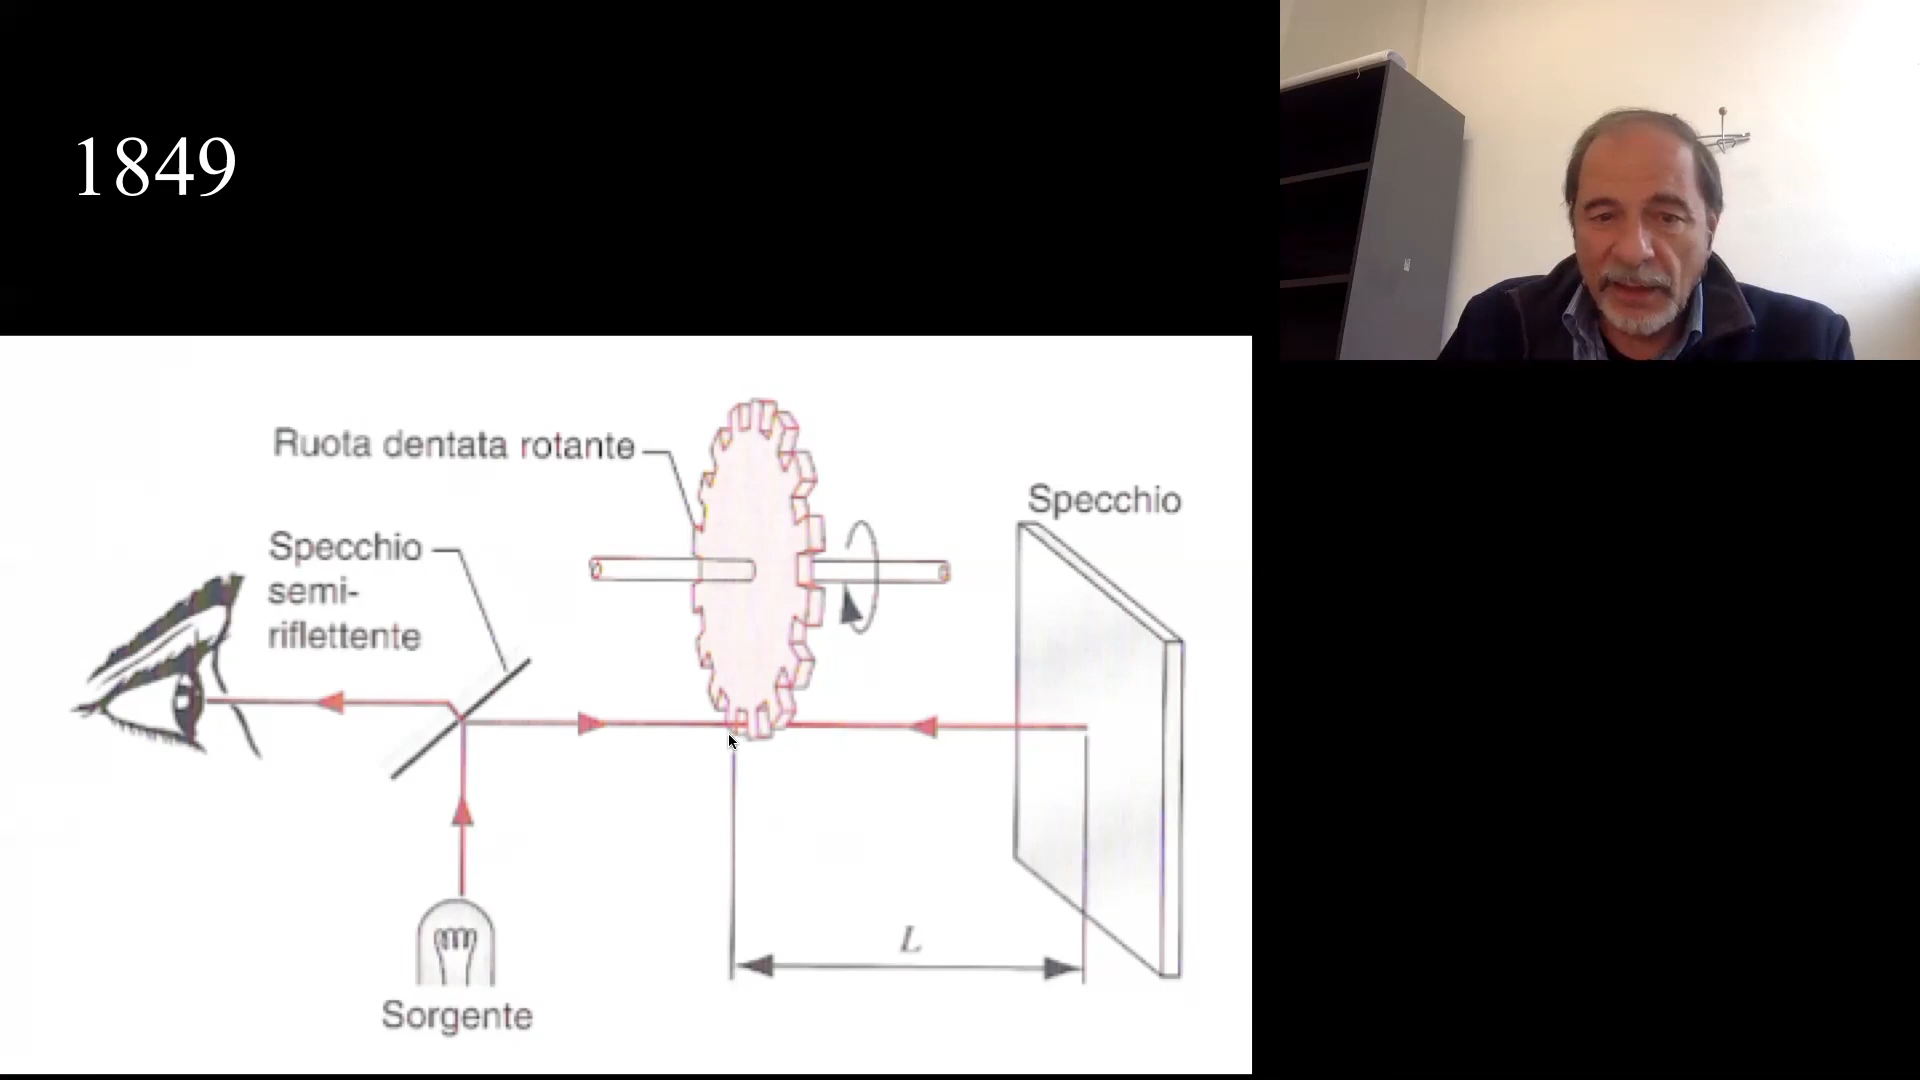 1849
Ruota dentata rotante
Specchio
Specchio
semi-
riflettente
L
Sorgente